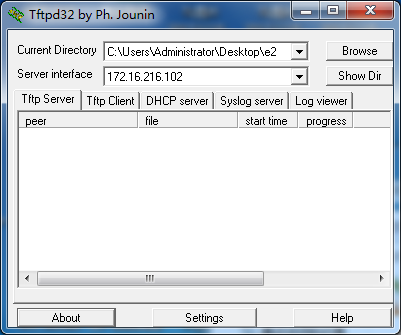 Tftpd32 by Ph. Jounin
Current Directory C:\Users\Administrator\Desktop\e2 Browse
Server interface 172.16.216.102 Show Dir
Tftp Server Tftp Client DHCP server Syslog server Log viewer
peer file start time progress
About Settings Help